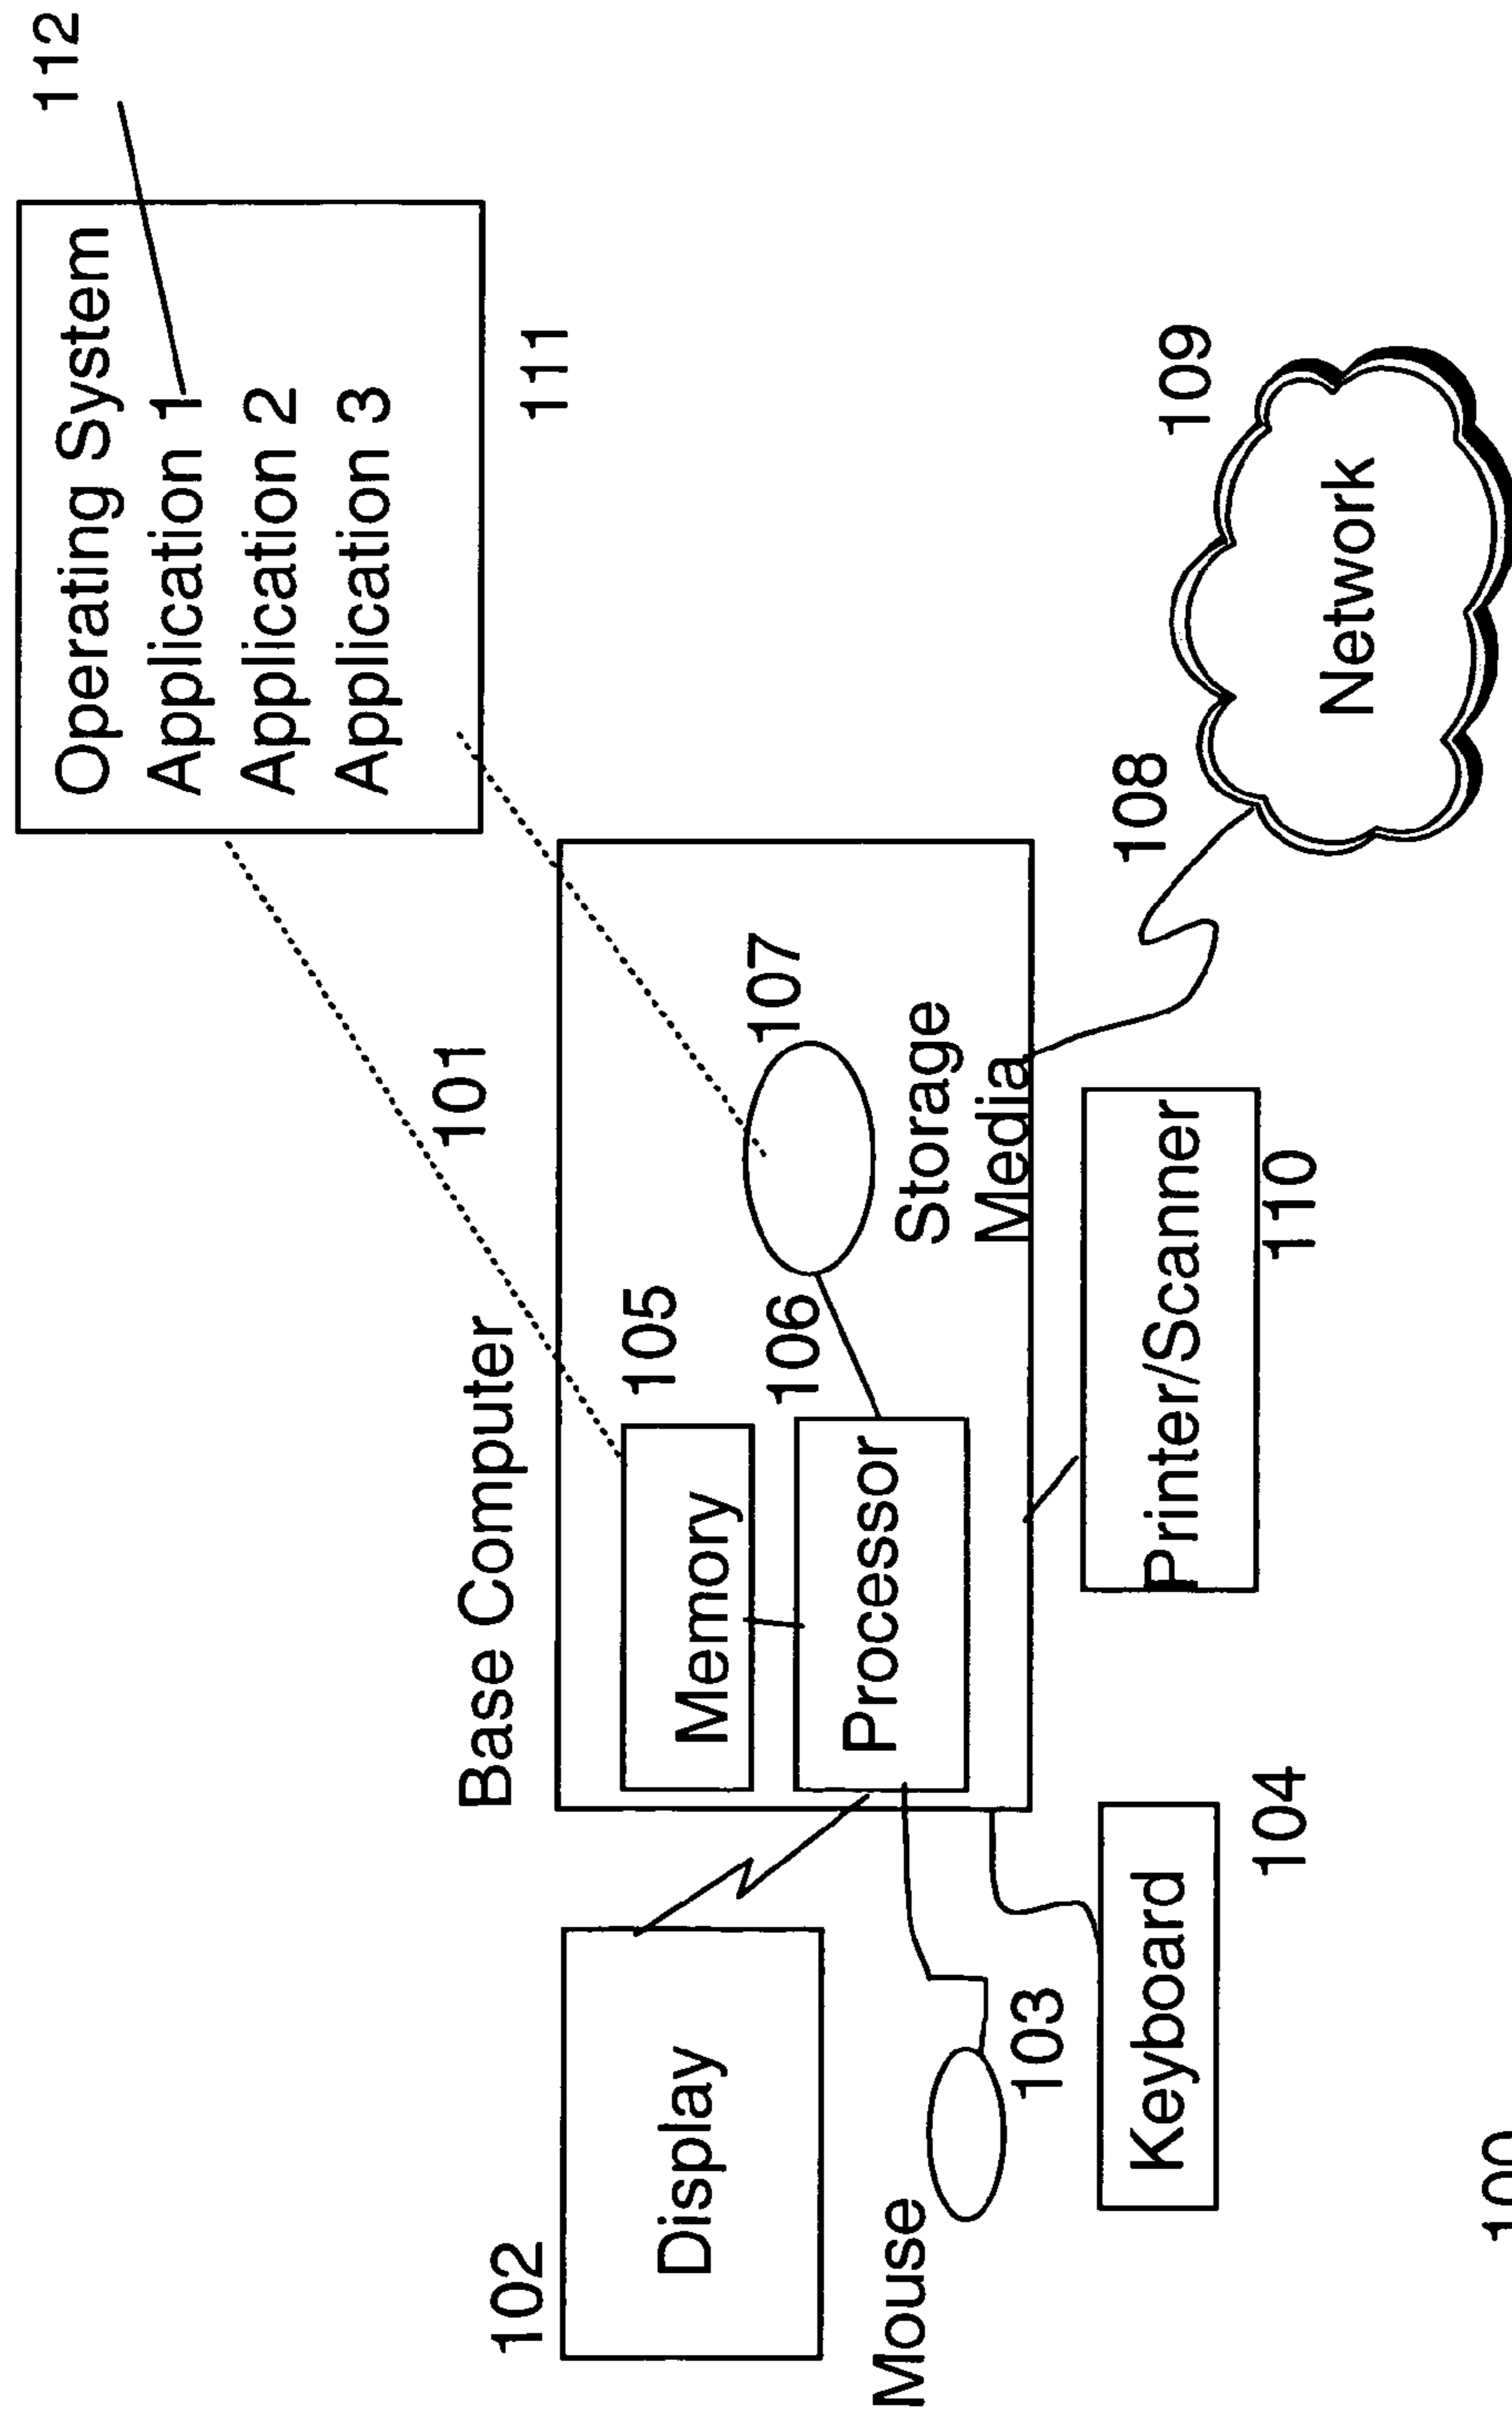 112
Operating System
Application 1
Application 2
Application 3
111
Base Computer
101
102
Display
Memory
105
Processor
106
107
Storage
Media
108
109
Network
Mouse
103
Keyboard
104
Printer/Scanner
110
100